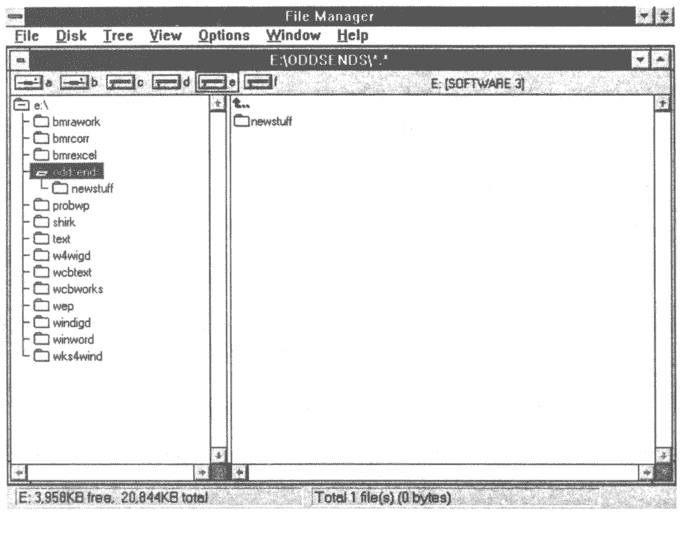 File Manager
File Disk Tree View Options Window Help
E:\ODDSENDS\*.*
a b c d e f E: [SOFTWARE 3]
e:\
bmrawork
bmrcorr
bmrexcel
newstuff
probwp
shirk
text
w4wigd
wcbtext
wcbworks
wep
windigd
winword
wks4wind
..
newstuff
E: 3,958KB free, 20,844KB total
Total 1 file(s) (0 bytes)